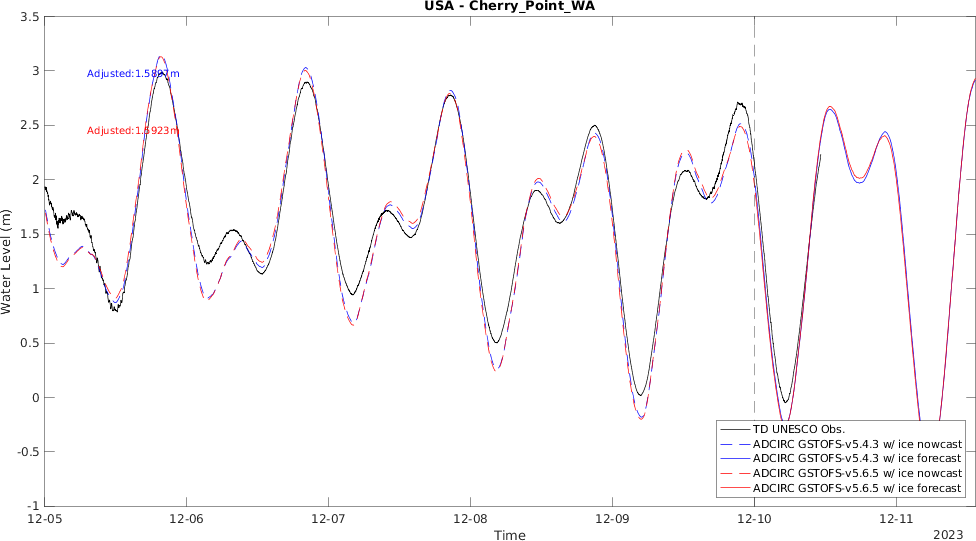 USA - Cherry_Point_WA
3.5
3
2.5
2
1.5
1
0.5
0
-0.5
-1
Water Level (m)
Adjusted:1.5923m
TD UNESCO Obs.
ADCIRC GSTOFS-v5.4.3 w/ ice nowcast
ADCIRC GSTOFS-v5.4.3 w/ ice forecast
ADCIRC GSTOFS-v5.6.5 w/ ice nowcast
ADCIRC GSTOFS-v5.6.5 w/ ice forecast
12-05 12-06 12-07 12-08 12-09 12-10 12-11
Time
2023